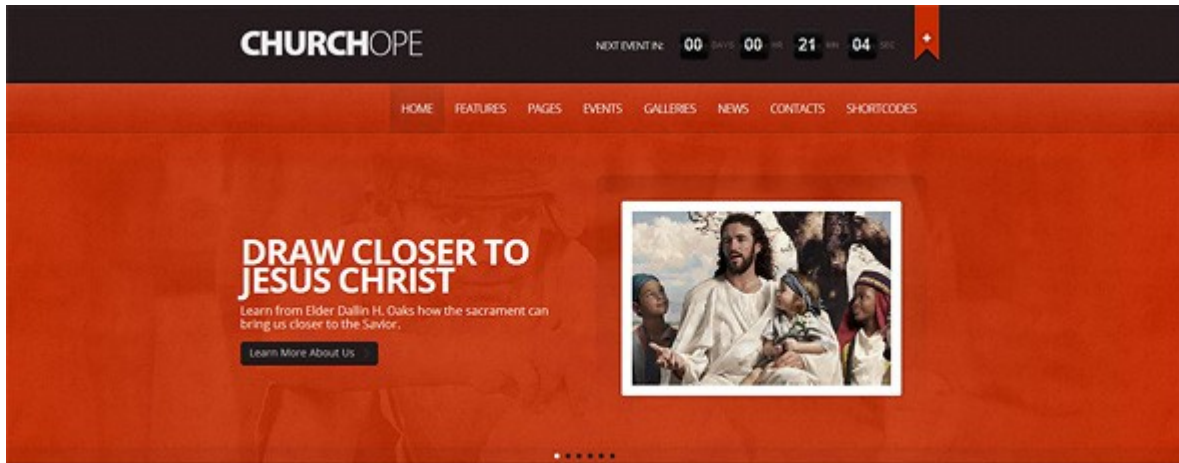 CHURCHOPE
NEXT EVENT IN: 00 DAYS 00 HR 21 MIN 04 SEC
+
HOME FEATURES PAGES EVENTS GALLERIES NEWS CONTACTS SHORTCODES
DRAW CLOSER TO
JESUS CHRIST
Learn from Elder Dallin H. Oaks how the sacrament can
bring us closer to the Savior.
Learn More About Us